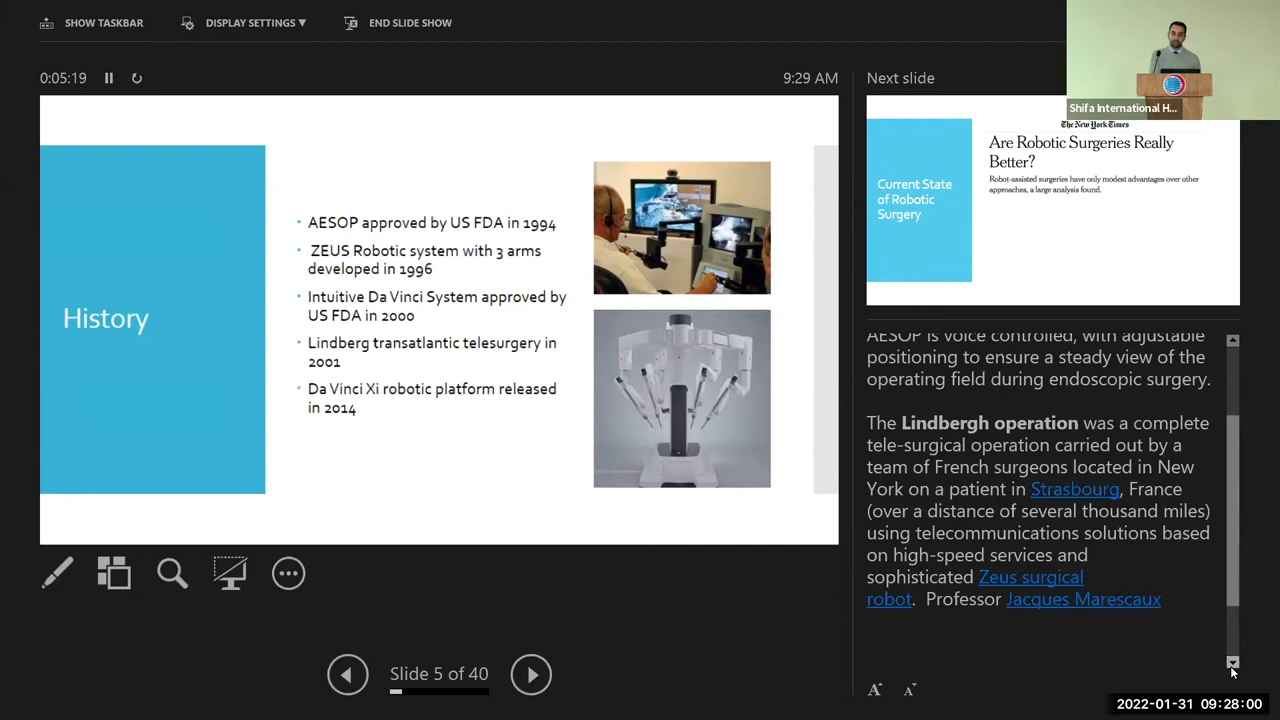 SHOW TASKBAR
DISPLAY SETTINGS ▼
END SLIDE SHOW
0:05:19
9:29 AM
History
• AESOP approved by US FDA in 1994
• ZEUS Robotic system with 3 arms
developed in 1996
• Intuitive Da Vinci System approved by
US FDA in 2000
• Lindberg transatlantic telesurgery in
2001
• Da Vinci Xi robotic platform released
in 2014
Slide 5 of 40
Next slide
Shifa International H...
The New York Times
Current State
of Robotic
Surgery
Are Robotic Surgeries Really
Better?
Robot-assisted surgeries have only modest advantages over other
approaches, a large analysis found.
AESOP is voice controlled, with adjustable
positioning to ensure a steady view of the
operating field during endoscopic surgery.
The Lindbergh operation was a complete
tele-surgical operation carried out by a
team of French surgeons located in New
York on a patient in Strasbourg, France
(over a distance of several thousand miles)
using telecommunications solutions based
on high-speed services and
sophisticated Zeus surgical
robot. Professor Jacques Marescaux
A A
2022-01-31 09:28:00